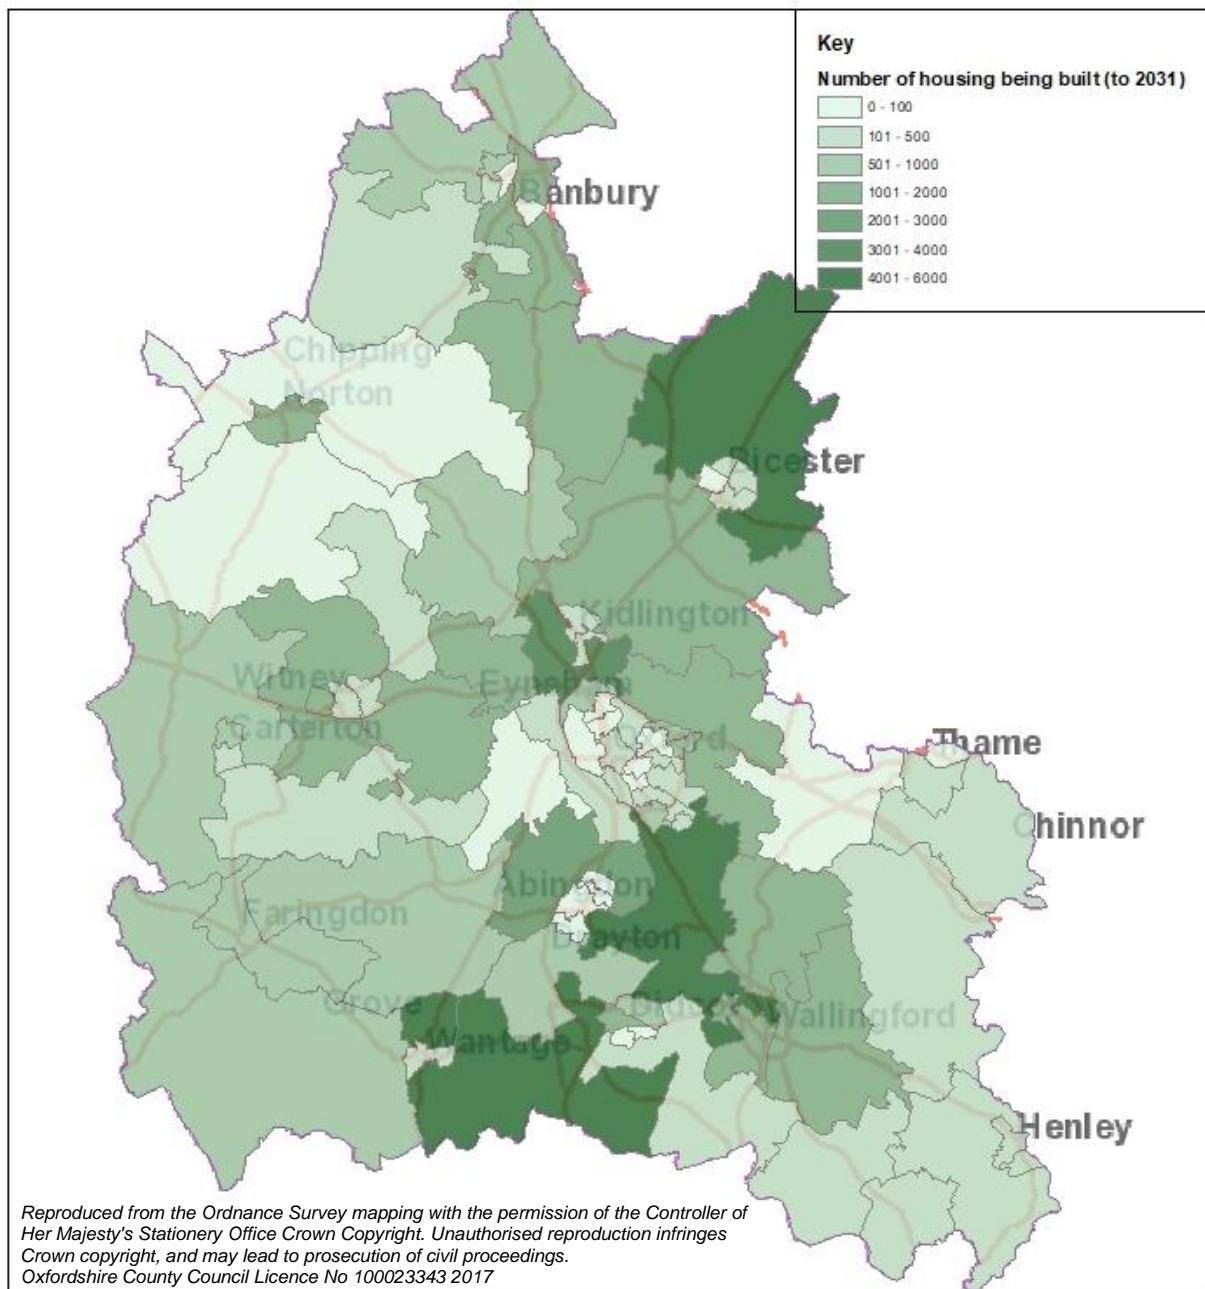 Key
Number of housing being built (to 2031)
0 - 100
101 - 500
501 - 1000
1001 - 2000
2001 - 3000
3001 - 4000
4001 - 6000
Banbury
Chipping
Norton
Bicester
Kidlington
Witney
Eynsham
Carterton
Oxford
Thame
Chinnor
Abingdon
Faringdon
Drayton
Grove
Didcot
Wallingford
Wantage
Henley
Reproduced from the Ordnance Survey mapping with the permission of the Controller of
Her Majesty's Stationery Office Crown Copyright. Unauthorised reproduction infringes
Crown copyright, and may lead to prosecution of civil proceedings.
Oxfordshire County Council Licence No 100023343 2017